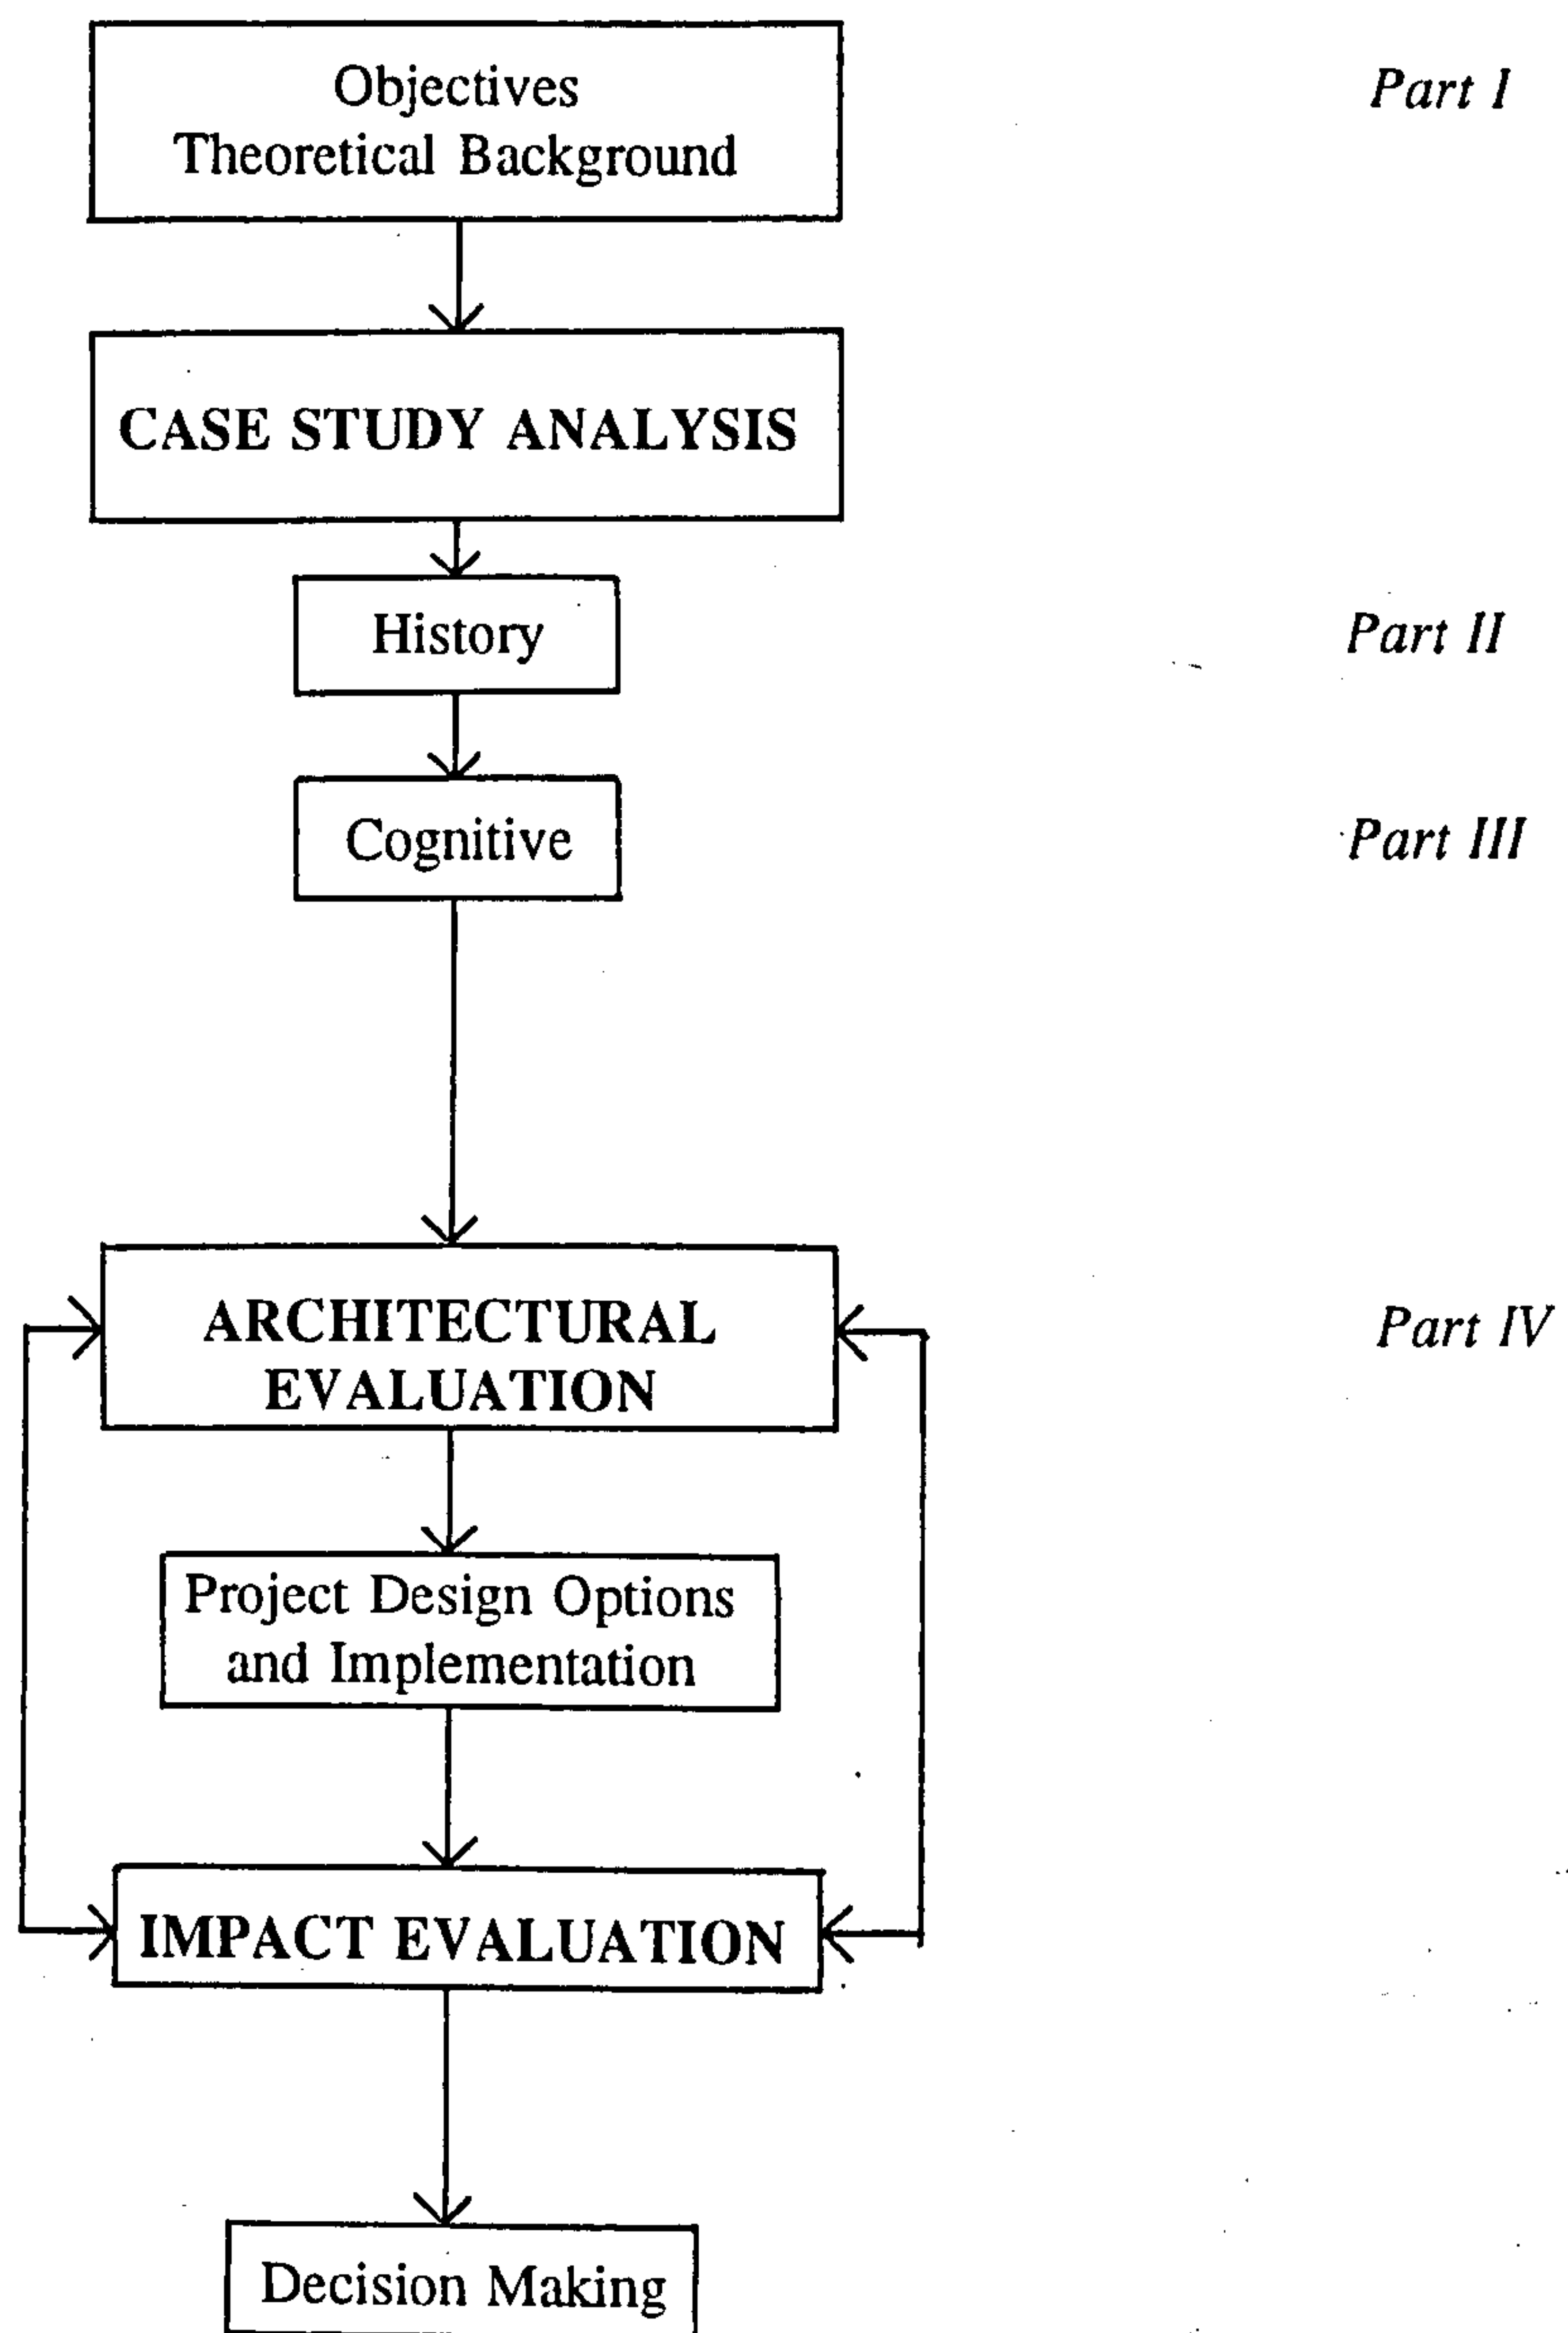 Objectives
Theoretical Background
Part I
CASE STUDY ANALYSIS
History
Part II
Cognitive
Part III
ARCHITECTURAL
EVALUATION
Part IV
Project Design Options
and Implementation
IMPACT EVALUATION
Decision Making